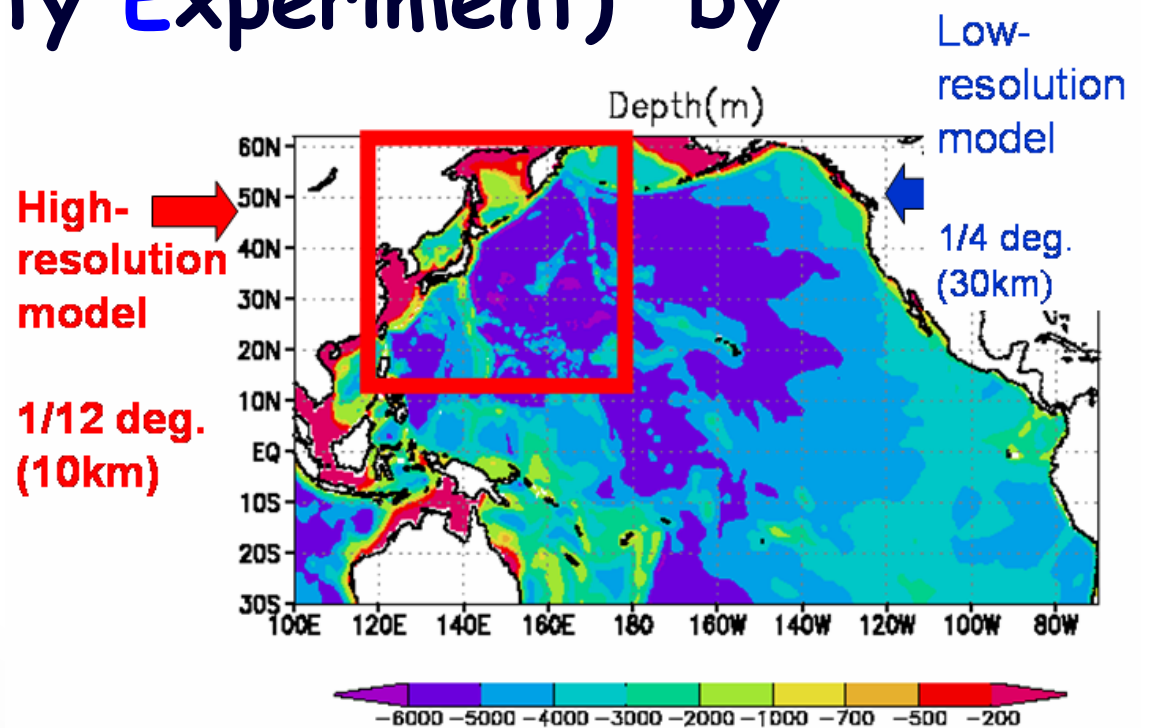 ty Experiment) by
Low-
resolution
model
1/4 deg.
(30km)
High-
resolution
model
1/12 deg.
(10km)
Depth(m)
60N
50N
40N
30N
20N
10N
EQ
10S
20S
30S
100E 120E 140E 160E 180 160W 140W 120W 100W 80W
-6000 -5000 -4000 -3000 -2000 -1000 -700 -500 -200